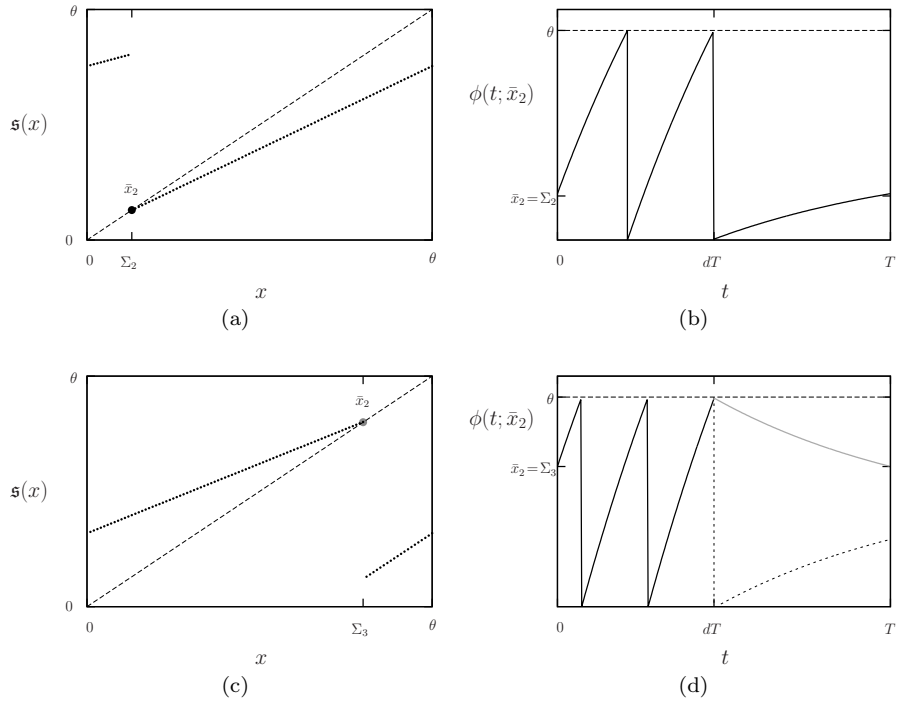 θ
𝔰(x)
x̄₂
0
0
Σ₂
θ
x
(a)
θ
ϕ(t; x̄₂)
x̄₂=Σ₂
0
dT
T
t
(b)
θ
x̄₂
𝔰(x)
0
0
Σ₃
θ
x
(c)
θ
ϕ(t; x̄₂)
x̄₂=Σ₃
0
dT
T
t
(d)